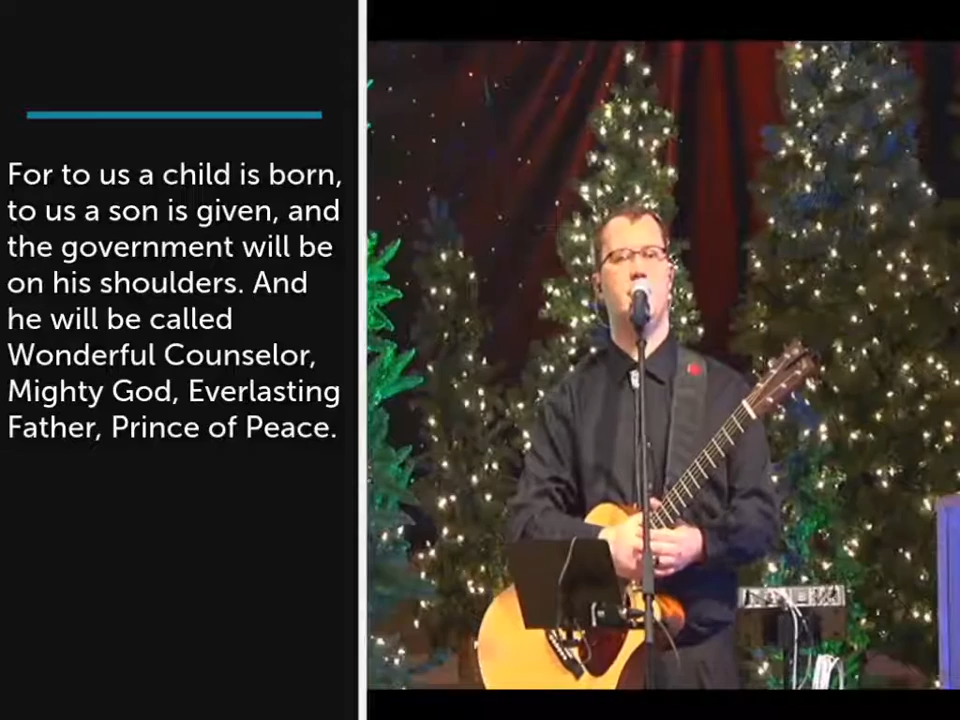 For to us a child is born,
to us a son is given, and
the government will be
on his shoulders. And
he will be called
Wonderful Counselor,
Mighty God, Everlasting
Father, Prince of Peace.